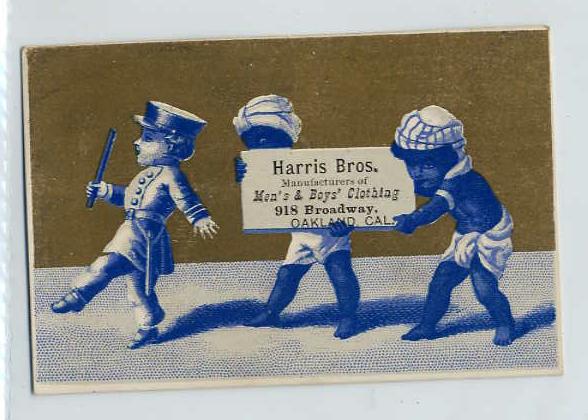 Harris Bros.
Manufacturers of
Men's & Boys' Clothing
918 Broadway,
OAKLAND, CAL.